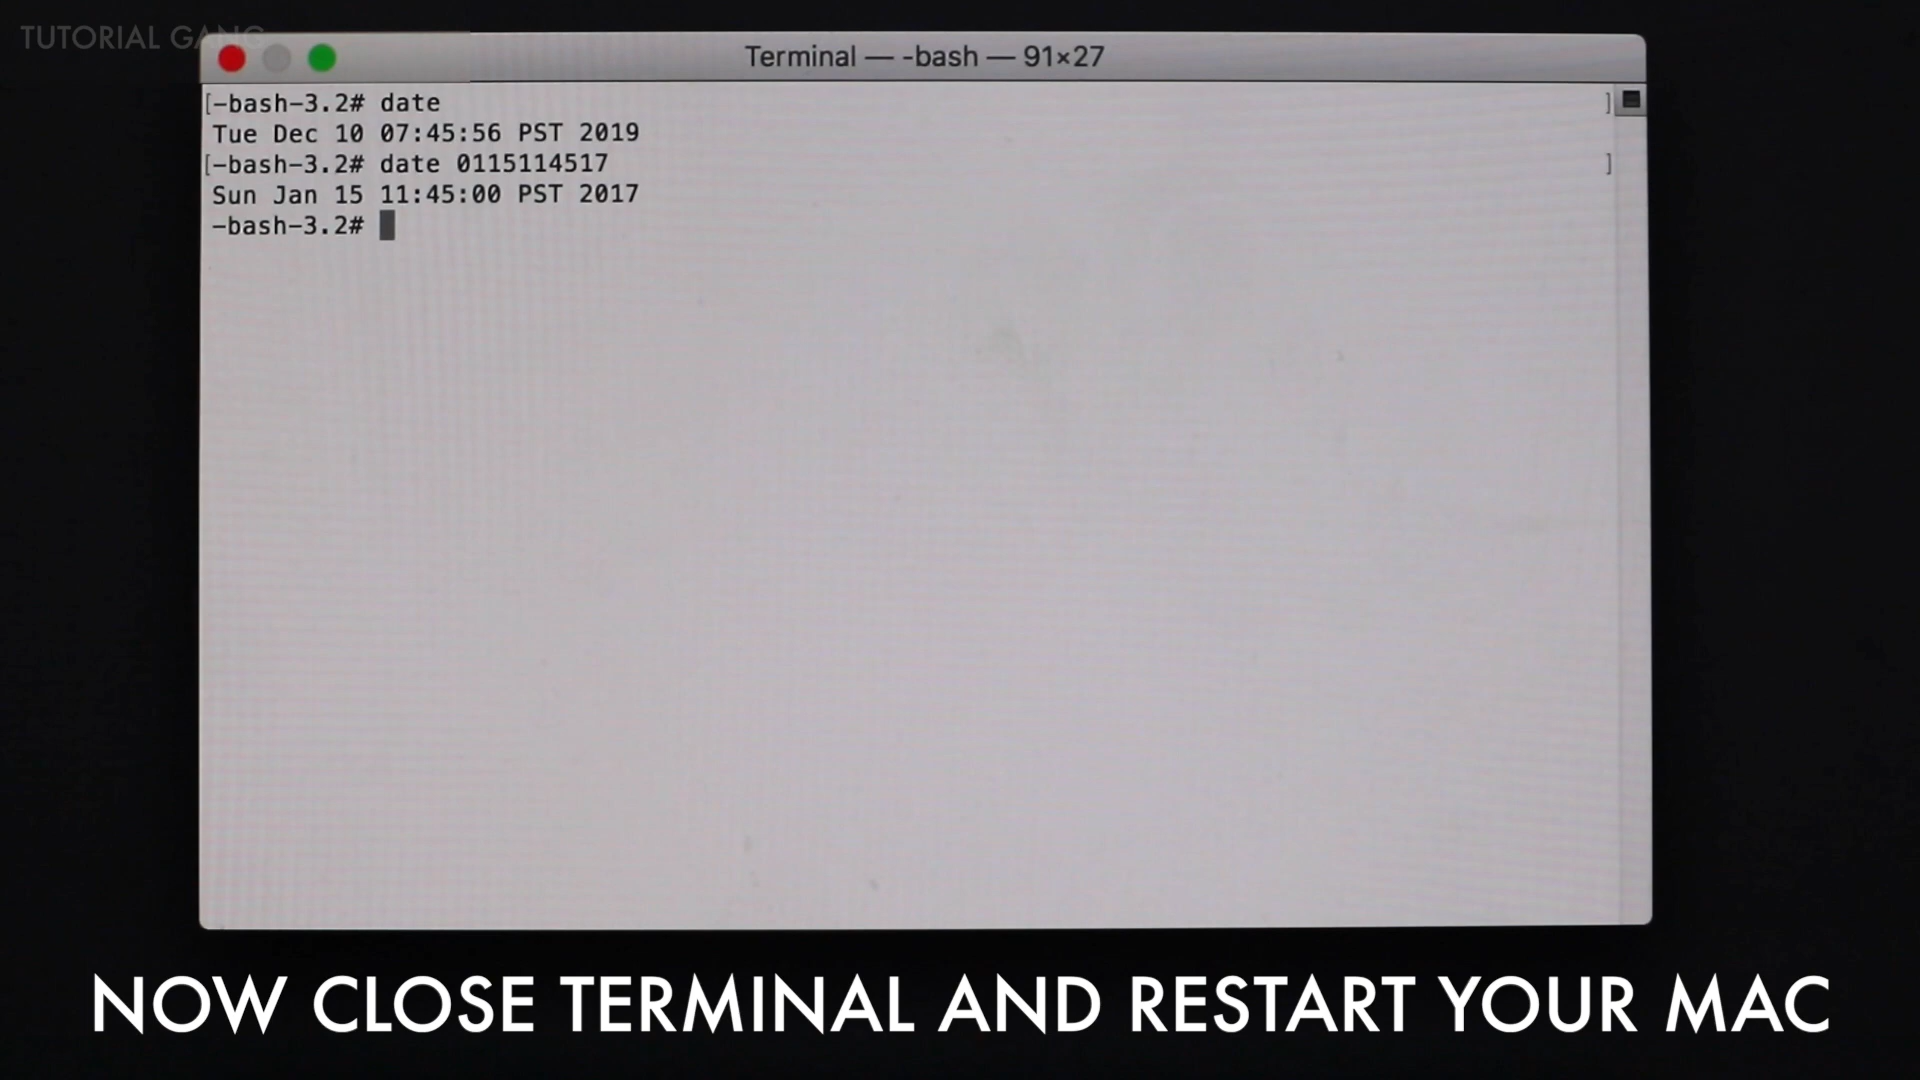 TUTORIAL GANG
Terminal — -bash — 91×27
[-bash-3.2# date ]
Tue Dec 10 07:45:56 PST 2019
[-bash-3.2# date 0115114517 ]
Sun Jan 15 11:45:00 PST 2017
-bash-3.2#
NOW CLOSE TERMINAL AND RESTART YOUR MAC